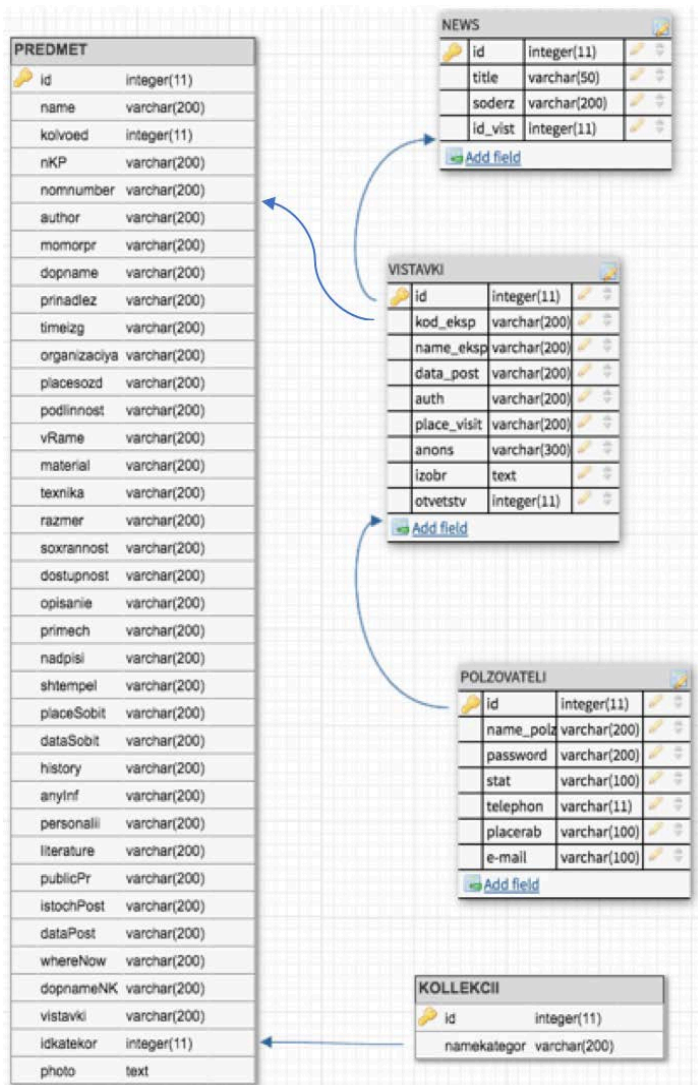 PREDMET
id integer(11)
name varchar(200)
kolvoed integer(11)
nKP varchar(200)
nomnumber varchar(200)
author varchar(200)
momorpr varchar(200)
dopname varchar(200)
prinadlez varchar(200)
timeizg varchar(200)
organizaciya varchar(200)
placesozd varchar(200)
podlinnost varchar(200)
vRame varchar(200)
material varchar(200)
texnika varchar(200)
razmer varchar(200)
soxrannost varchar(200)
dostupnost varchar(200)
opisanie varchar(200)
primech varchar(200)
nadpisi varchar(200)
shtempel varchar(200)
placeSobit varchar(200)
dataSobit varchar(200)
history varchar(200)
anyInf varchar(200)
personalii varchar(200)
literature varchar(200)
publicPr varchar(200)
istochPost varchar(200)
dataPost varchar(200)
whereNow varchar(200)
dopnameNK varchar(200)
vistavki varchar(200)
idkatekor integer(11)
photo text
NEWS
id integer(11)
title varchar(50)
soderz varchar(200)
id_vist integer(11)
Add field
VISTAVKI
id integer(11)
kod_eksp varchar(200)
name_eksp varchar(200)
data_post varchar(200)
auth varchar(200)
place_visit varchar(200)
anons varchar(300)
izobr text
otvetstv integer(11)
Add field
POLZOVATELI
id integer(11)
name_polz varchar(200)
password varchar(200)
stat varchar(100)
telephon varchar(11)
placerab varchar(100)
e-mail varchar(100)
Add field
KOLLEKCII
id integer(11)
namekategor varchar(200)